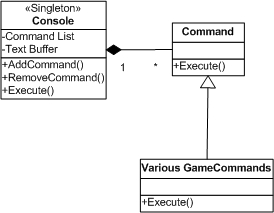 «Singleton»
Console
-Command List
-Text Buffer
+AddCommand()
+RemoveCommand()
+Execute()
1
*
Command
+Execute()
Various GameCommands
+Execute()